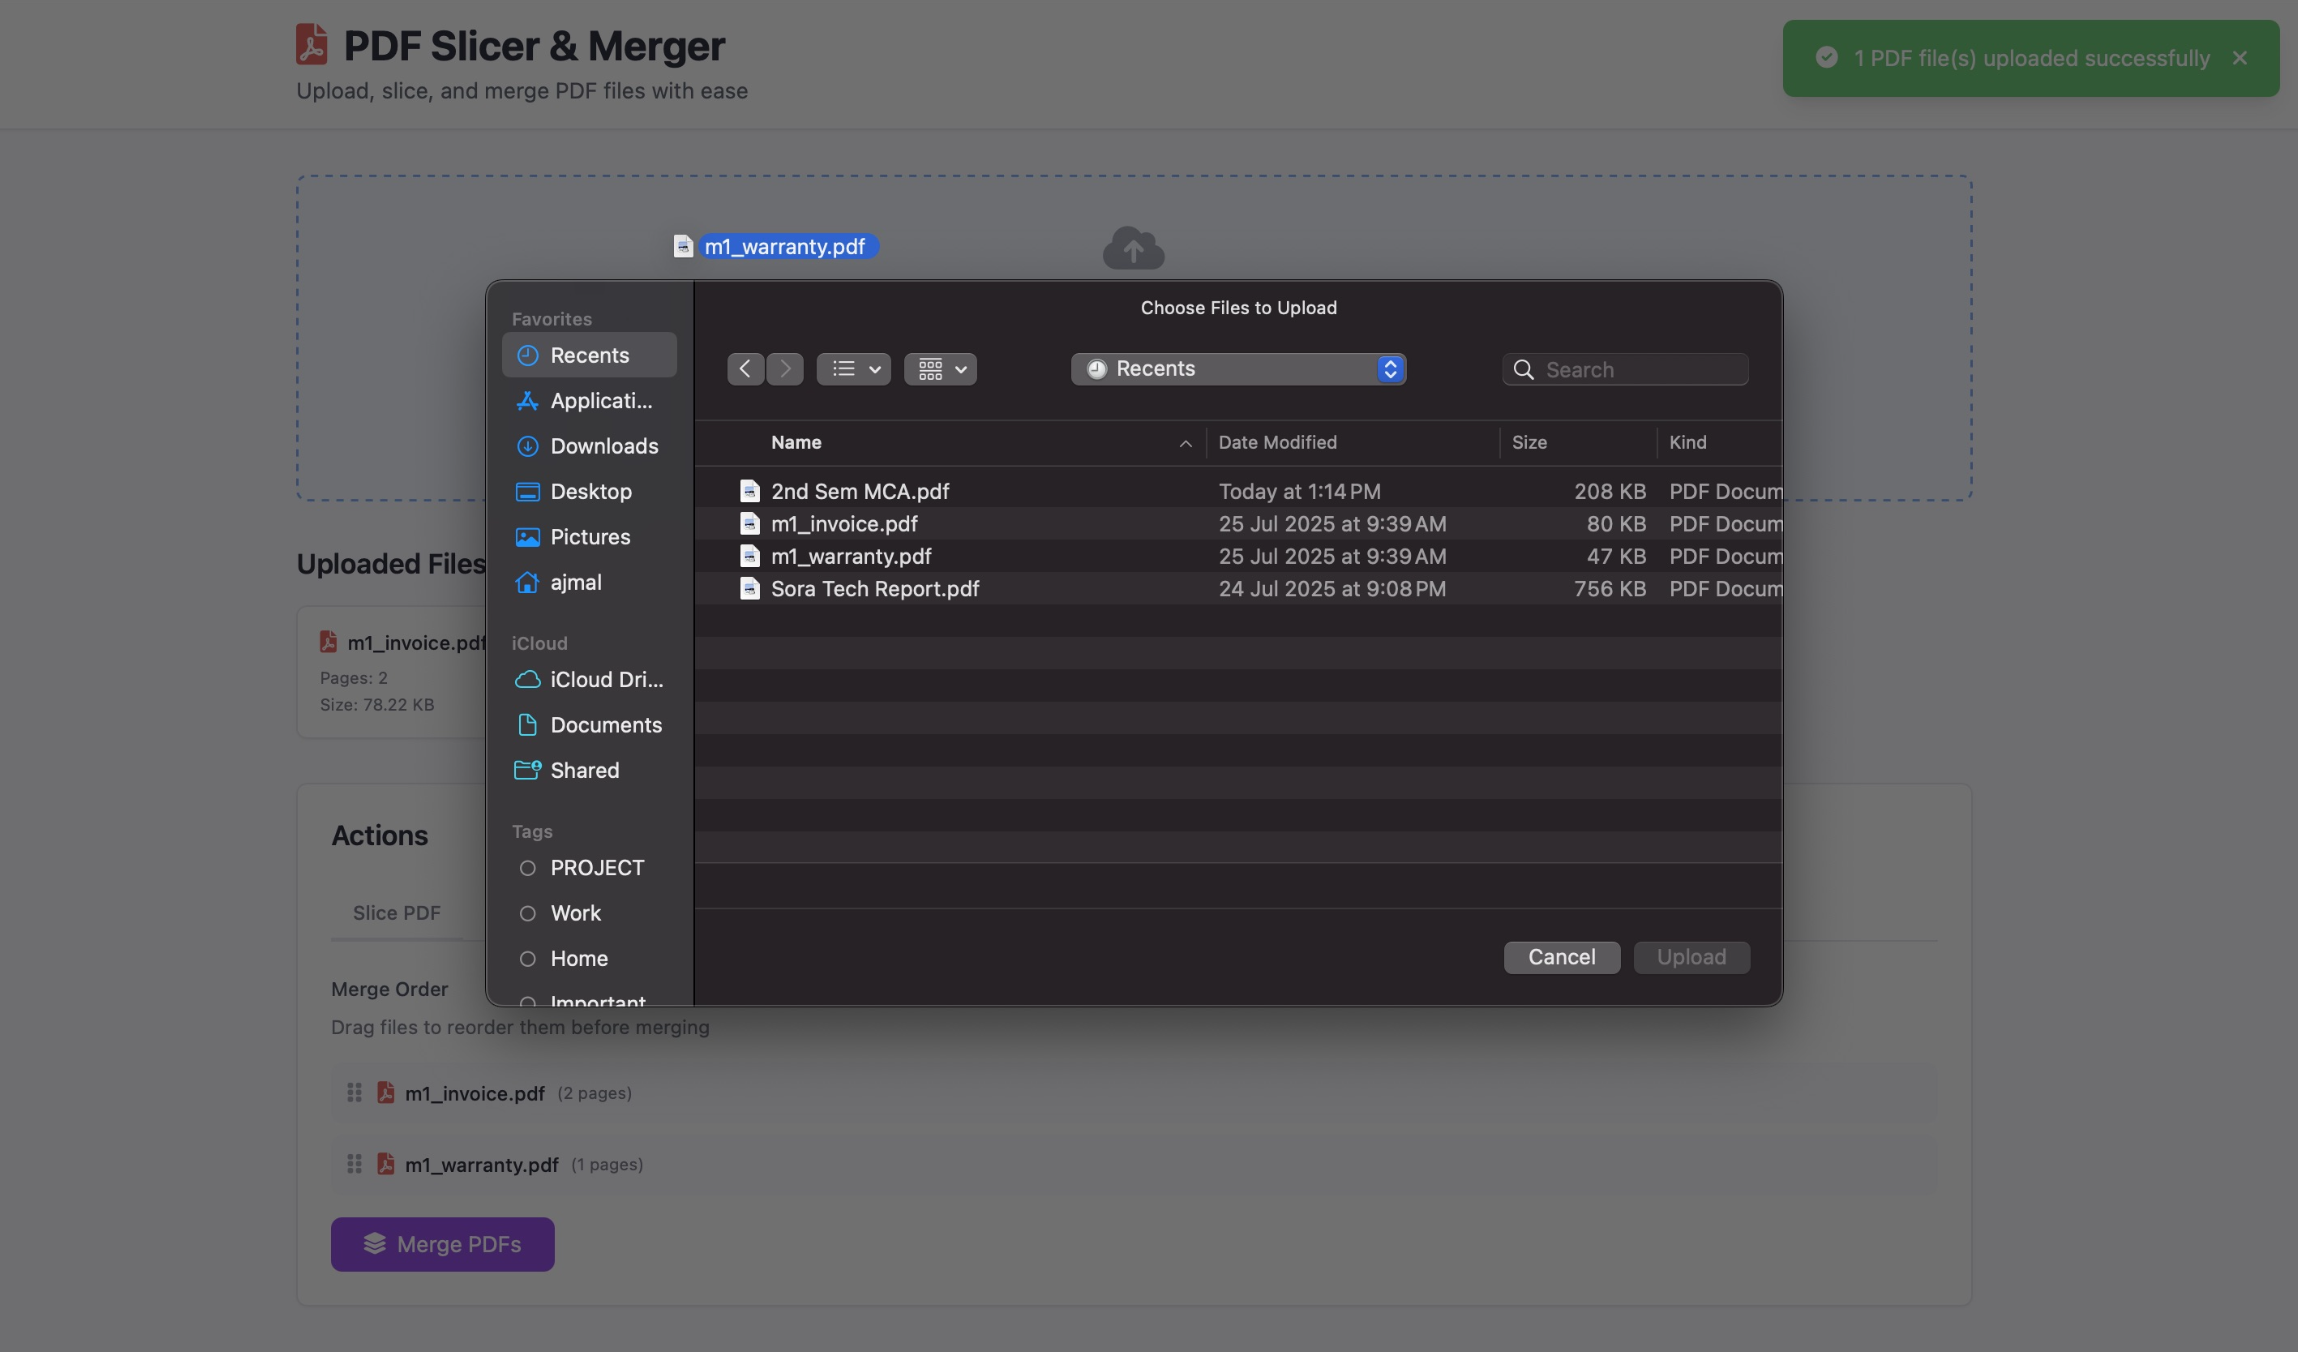 PDF Slicer & Merger
Upload, slice, and merge PDF files with ease
1 PDF file(s) uploaded successfully
m1_warranty.pdf
Choose Files to Upload
Favorites
Recents
Applicati...
Downloads
Desktop
Pictures
ajmal
iCloud
iCloud Dri...
Documents
Shared
Tags
PROJECT
Work
Home
Important
Recents
Search
Name Date Modified Size Kind
2nd Sem MCA.pdf Today at 1:14 PM 208 KB PDF Docum
m1_invoice.pdf 25 Jul 2025 at 9:39 AM 80 KB PDF Docum
m1_warranty.pdf 25 Jul 2025 at 9:39 AM 47 KB PDF Docum
Sora Tech Report.pdf 24 Jul 2025 at 9:08 PM 756 KB PDF Docum
Cancel Upload
Uploaded Files
m1_invoice.pdf
Pages: 2
Size: 78.22 KB
Actions
Slice PDF
Merge Order
Drag files to reorder them before merging
m1_invoice.pdf (2 pages)
m1_warranty.pdf (1 pages)
Merge PDFs